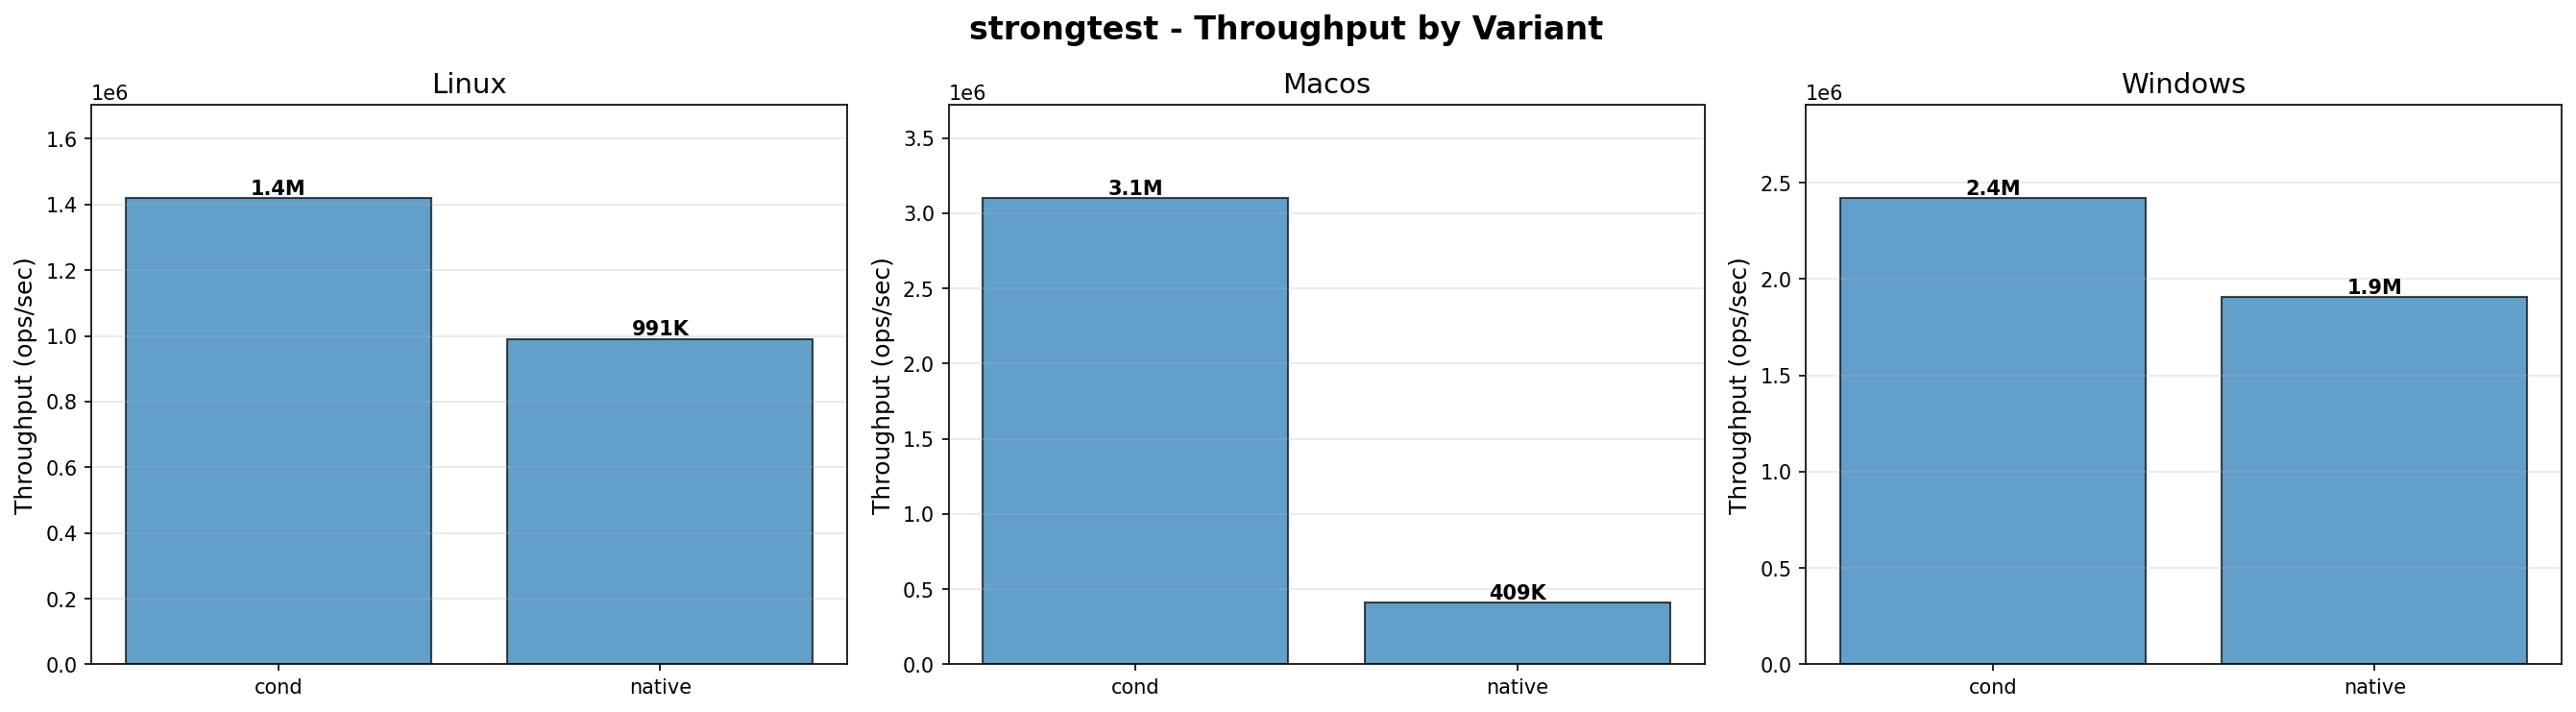 strongtest - Throughput by Variant
Linux
1e6
Throughput (ops/sec)
1.6
1.4
1.2
1.0
0.8
0.6
0.4
0.2
0.0
1.4M
991K
cond
native
Macos
1e6
Throughput (ops/sec)
3.5
3.0
2.5
2.0
1.5
1.0
0.5
0.0
3.1M
409K
cond
native
Windows
1e6
Throughput (ops/sec)
2.5
2.0
1.5
1.0
0.5
0.0
2.4M
1.9M
cond
native